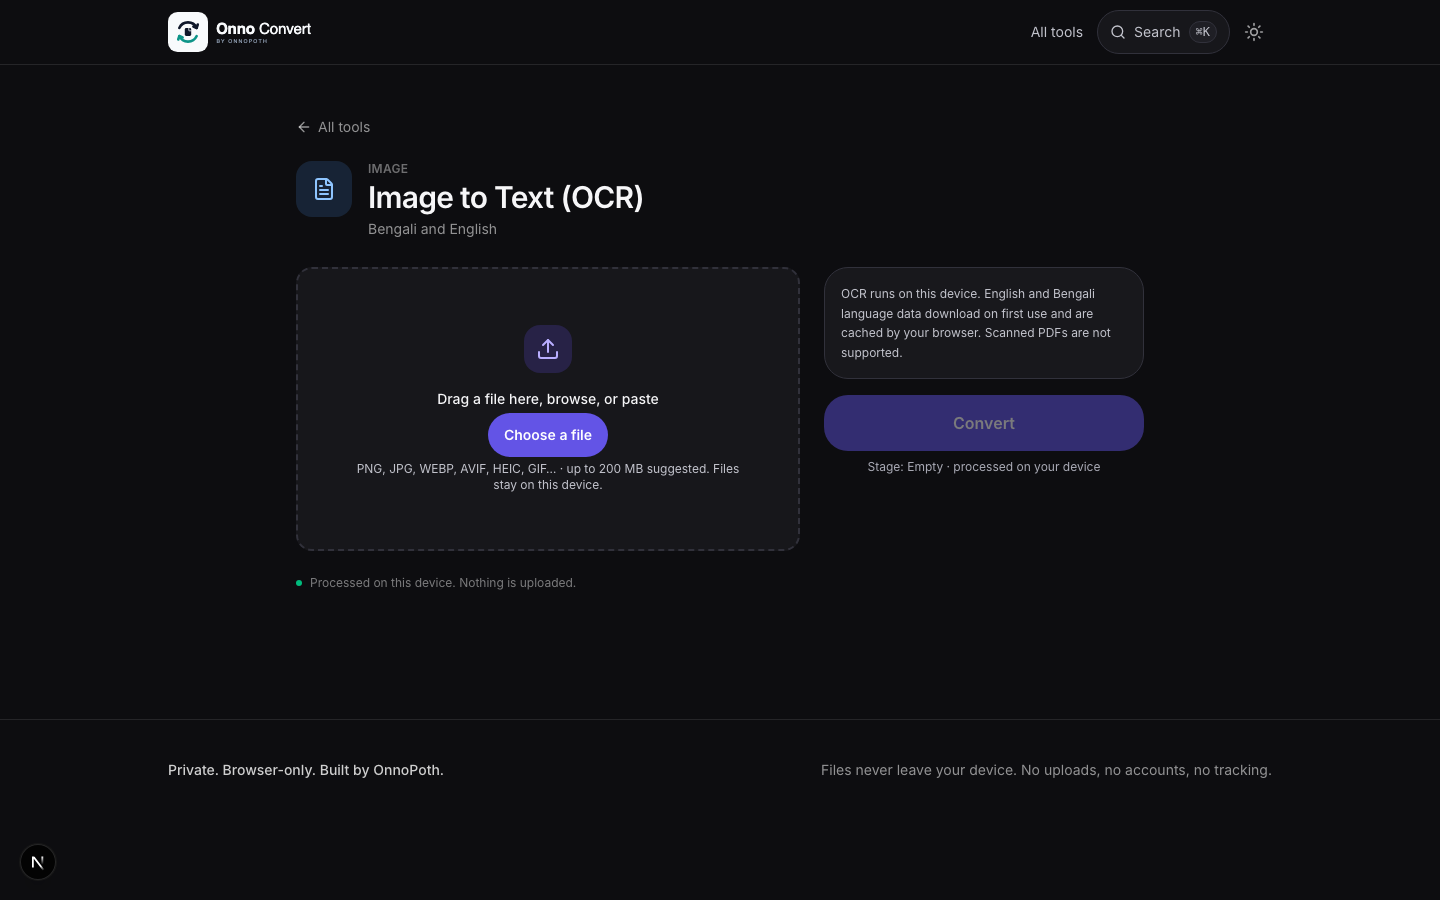 Onno Convert
BY ONNOPOTH
All tools
Search ⌘K
All tools
IMAGE
Image to Text (OCR)
Bengali and English
Drag a file here, browse, or paste
Choose a file
PNG, JPG, WEBP, AVIF, HEIC, GIF… · up to 200 MB suggested. Files
stay on this device.
OCR runs on this device. English and Bengali
language data download on first use and are
cached by your browser. Scanned PDFs are not
supported.
Convert
Stage: Empty · processed on your device
Processed on this device. Nothing is uploaded.
Private. Browser-only. Built by OnnoPoth.
Files never leave your device. No uploads, no accounts, no tracking.
N